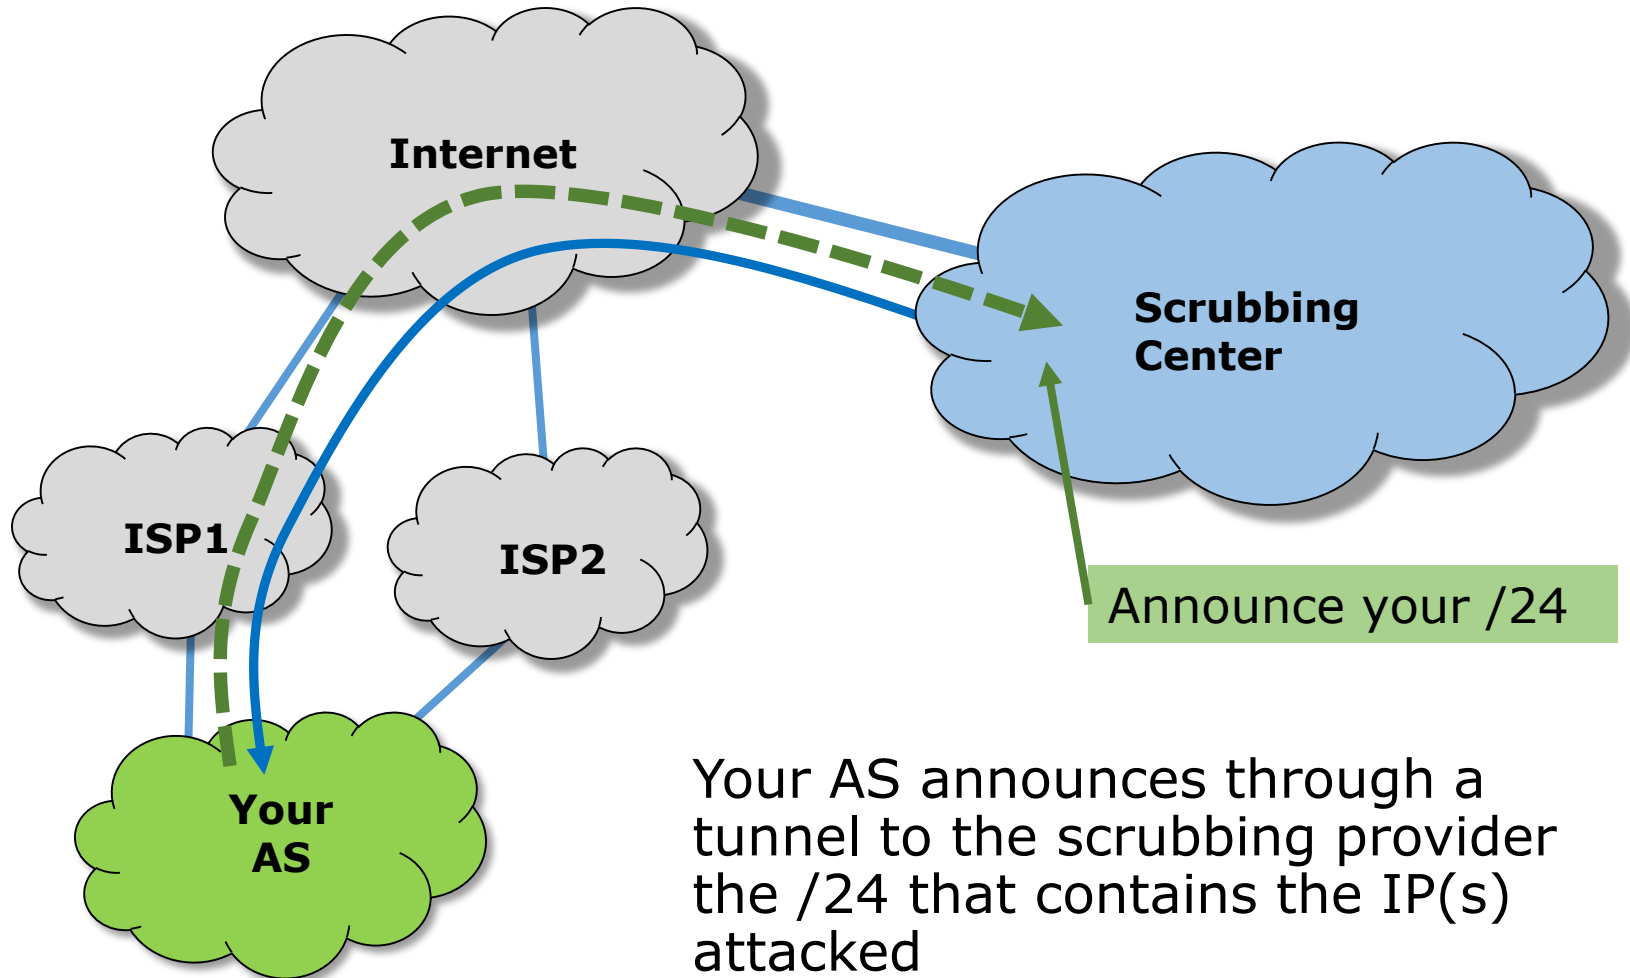 Internet
Scrubbing
Center
ISP1
ISP2
Announce your /24
Your
AS
Your AS announces through a
tunnel to the scrubbing provider
the /24 that contains the IP(s)
attacked